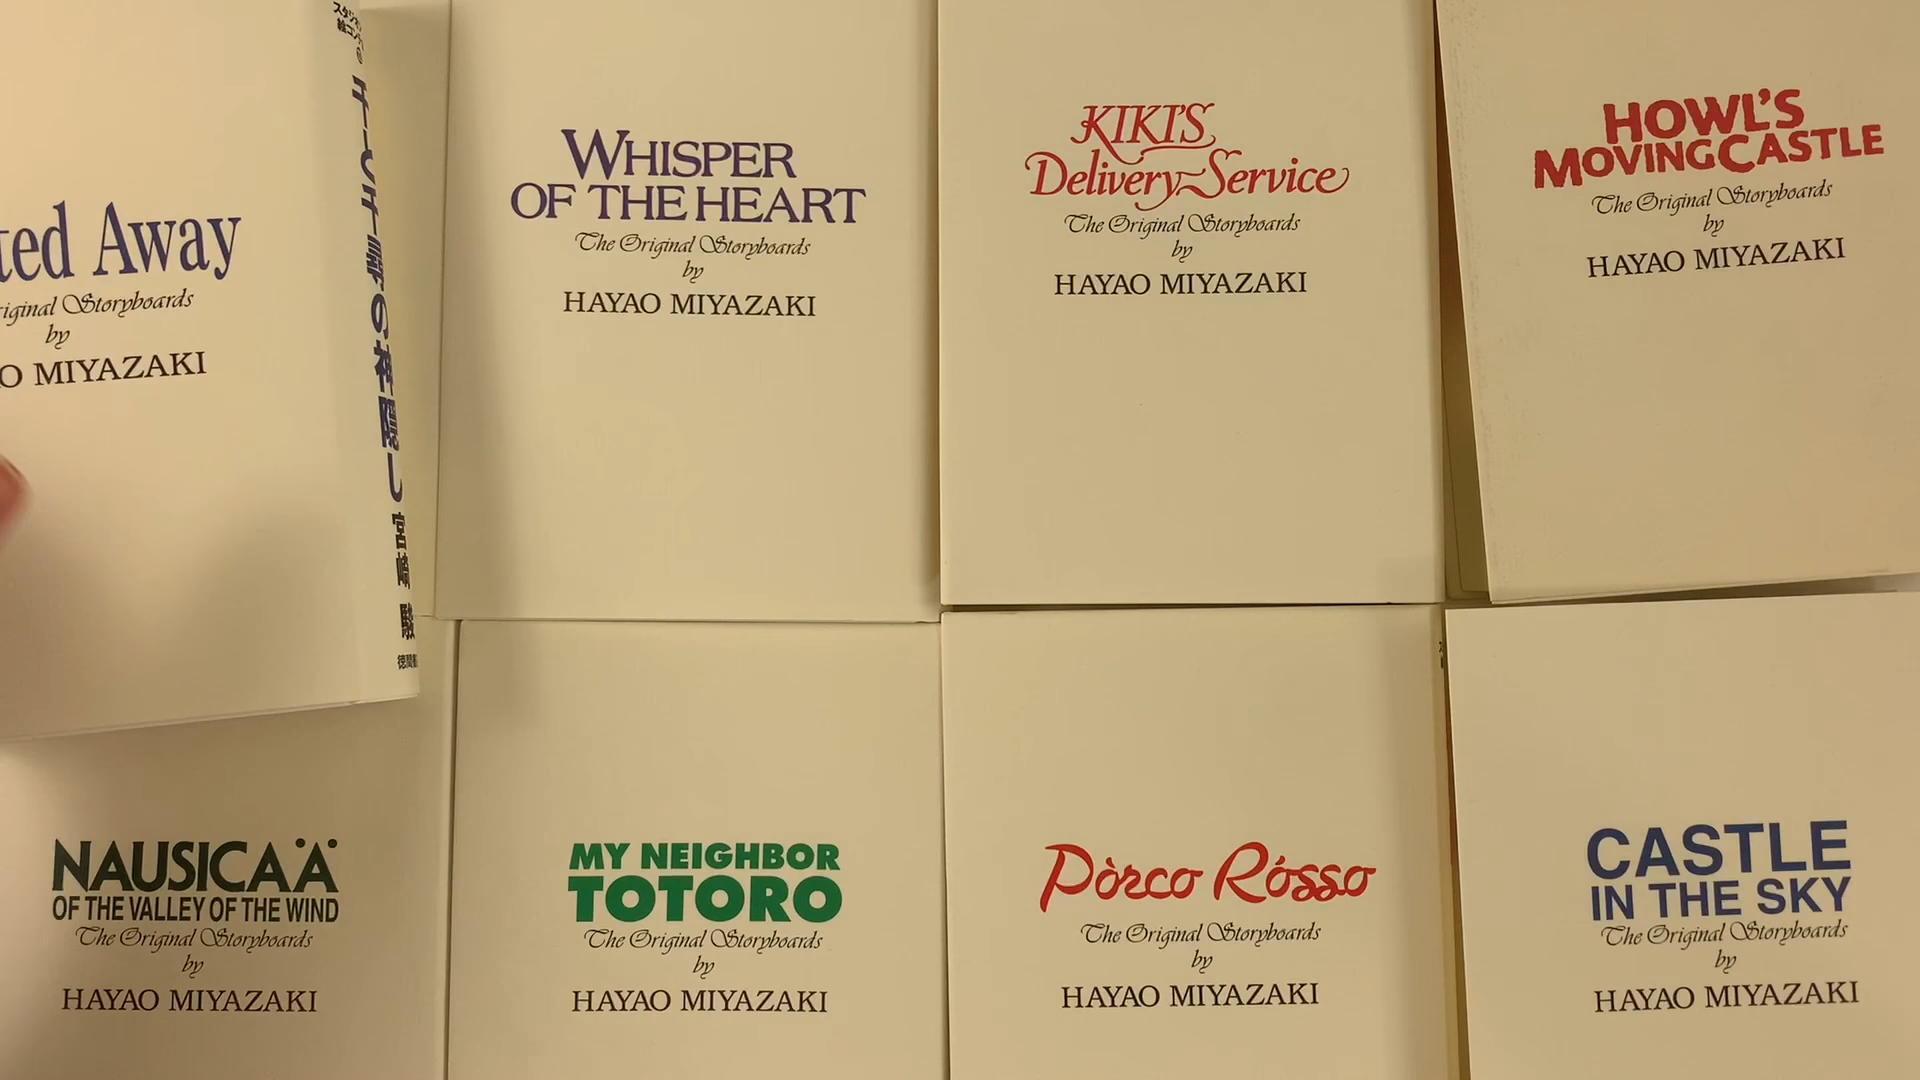 ted Away
iginal Storyboards
by
O MIYAZAKI
千と千尋の神隠し 宮崎駿
WHISPER
OF THE HEART
The Original Storyboards
by
HAYAO MIYAZAKI
KIKI'S
Delivery Service
The Original Storyboards
by
HAYAO MIYAZAKI
HOWL'S
MOVING CASTLE
The Original Storyboards
by
HAYAO MIYAZAKI
NAUSICAÄ
OF THE VALLEY OF THE WIND
The Original Storyboards
by
HAYAO MIYAZAKI
MY NEIGHBOR
TOTORO
The Original Storyboards
by
HAYAO MIYAZAKI
Pòrco Rósso
The Original Storyboards
by
HAYAO MIYAZAKI
CASTLE
IN THE SKY
The Original Storyboards
by
HAYAO MIYAZAKI